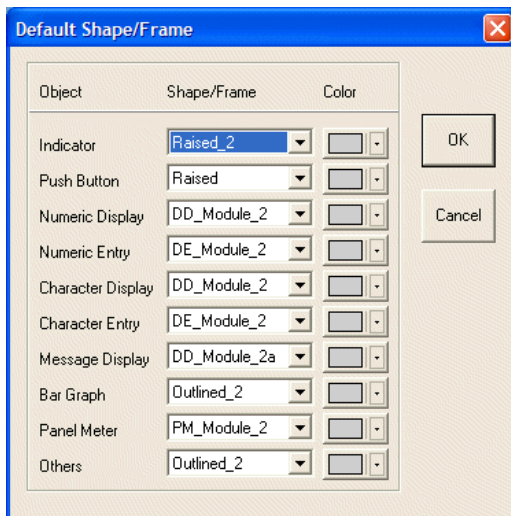 Default Shape/Frame
Object Shape/Frame Color
Indicator Raised_2
Push Button Raised
Numeric Display DD_Module_2
Numeric Entry DE_Module_2
Character Display DD_Module_2
Character Entry DE_Module_2
Message Display DD_Module_2a
Bar Graph Outlined_2
Panel Meter PM_Module_2
Others Outlined_2
OK
Cancel